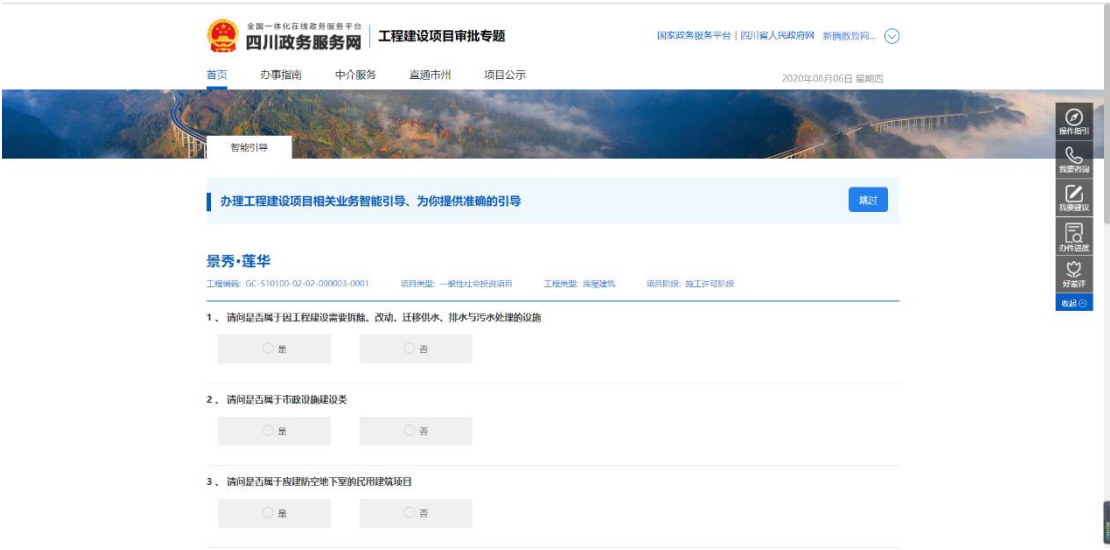 全国一体化在线政务服务平台
四川政务服务网
工程建设项目审批专题
国家政务服务平台 | 四川省人民政府网 新腾数致网...
首页 办事指南 中介服务 直通市州 项目公示
2020年08月06日 星期四
智能引导
操作指引
我要咨询
我要建议
办件进度
好差评
收起
办理工程建设项目相关业务智能引导、为你提供准确的引导
跳过
景秀•莲华
工程编码: GC-510100-02-02-000003-0001 项目类型: 一般性社会投资项目 工程类型: 房屋建筑 项目阶段: 施工许可阶段
1 、 请问是否属于因工程建设需要拆除、改动、迁移供水、排水与污水处理的设施
是 否
2 、 请问是否属于市政设施建设类
是 否
3 、 请问是否属于应建防空地下室的民用建筑项目
是 否